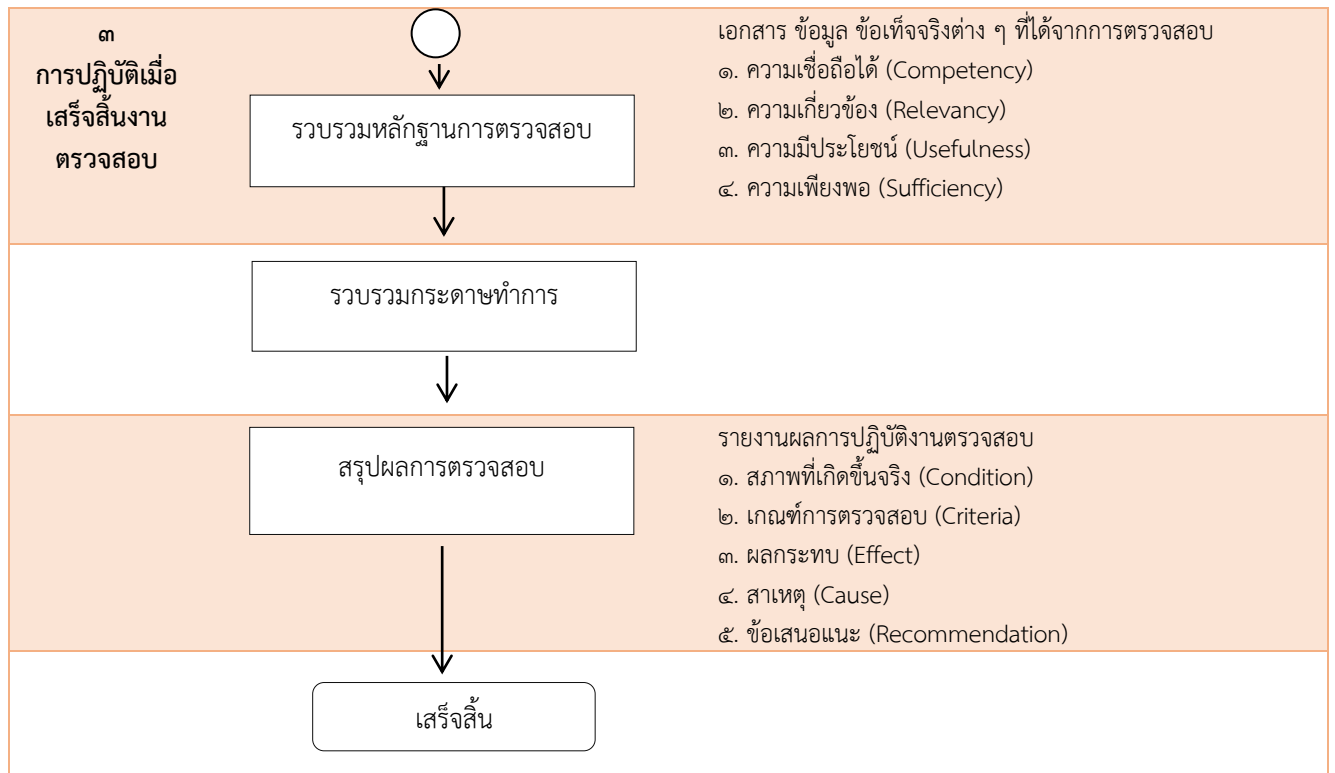 ๓
การปฏิบัติเมื่อ
เสร็จสิ้นงาน
ตรวจสอบ
รวบรวมหลักฐานการตรวจสอบ
เอกสาร ข้อมูล ข้อเท็จจริงต่าง ๆ ที่ได้จากการตรวจสอบ
๑. ความเชื่อถือได้ (Competency)
๒. ความเกี่ยวข้อง (Relevancy)
๓. ความมีประโยชน์ (Usefulness)
๔. ความเพียงพอ (Sufficiency)
รวบรวมกระดาษทำการ
สรุปผลการตรวจสอบ
รายงานผลการปฏิบัติงานตรวจสอบ
๑. สภาพที่เกิดขึ้นจริง (Condition)
๒. เกณฑ์การตรวจสอบ (Criteria)
๓. ผลกระทบ (Effect)
๔. สาเหตุ (Cause)
๕. ข้อเสนอแนะ (Recommendation)
เสร็จสิ้น